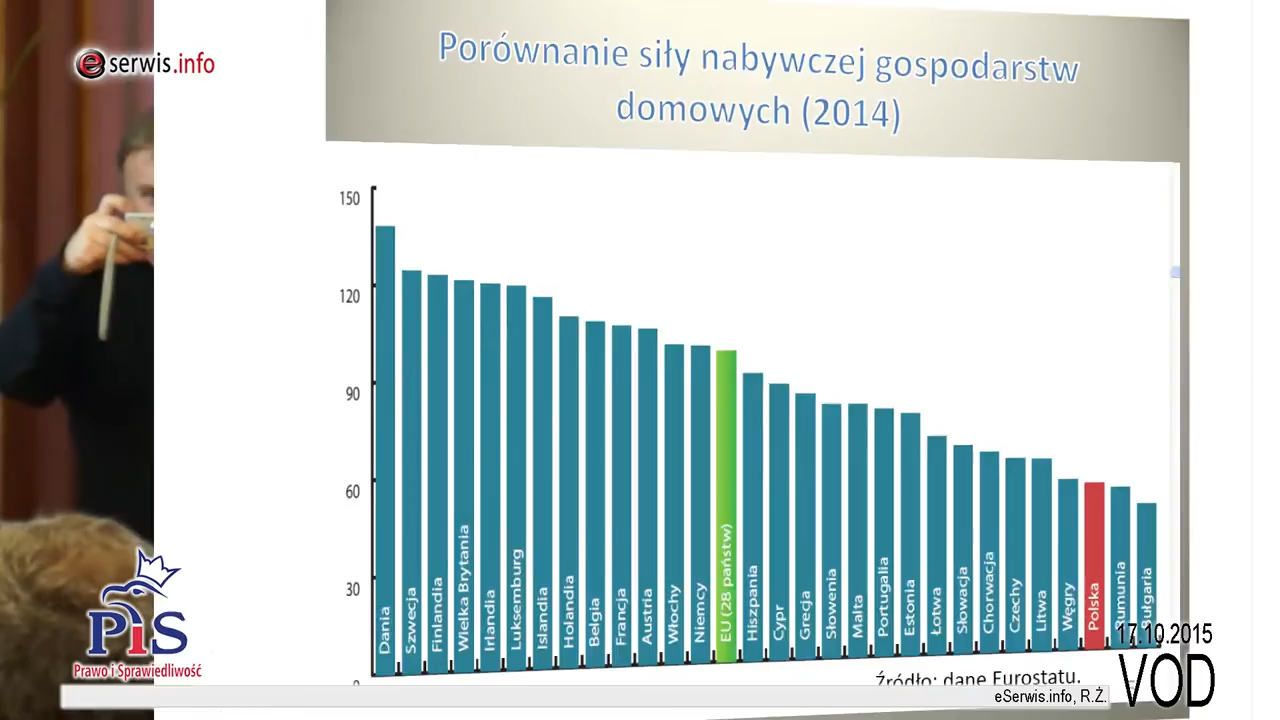 eserwis.info
Porównanie siły nabywczej gospodarstw
domowych (2014)
150
120
90
60
30
0
Dania
Szwecja
Finlandia
Wielka Brytania
Irlandia
Luksemburg
Islandia
Holandia
Belgia
Francja
Austria
Włochy
Niemcy
EU (28 państw)
Hiszpania
Cypr
Grecja
Słowenia
Malta
Portugalia
Estonia
Łotwa
Słowacja
Chorwacja
Czechy
Litwa
Węgry
Polska
Rumunia
Bułgaria
Źródło: dane Eurostatu.
PiS
Prawo i Sprawiedliwość
17.10.2015
VOD
eSerwis.info, R.Ż.